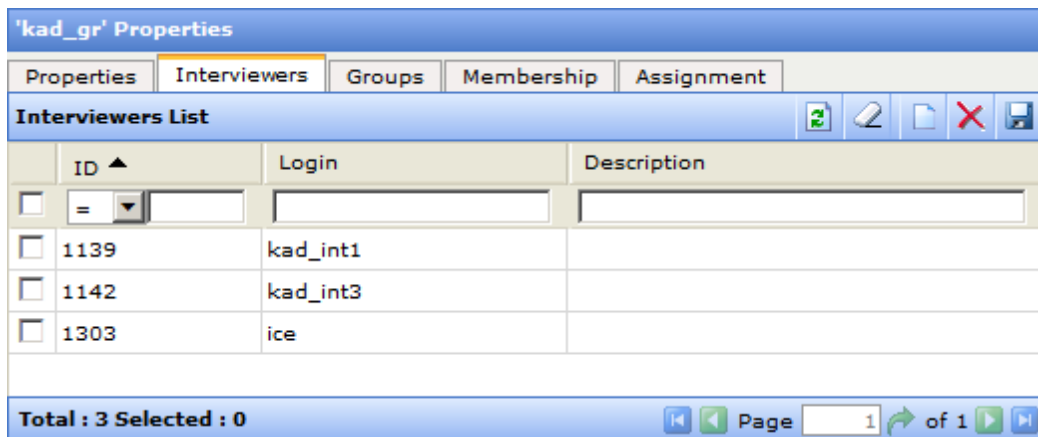 'kad_gr' Properties
Properties Interviewers Groups Membership Assignment
Interviewers List
ID Login Description
=
1139 kad_int1
1142 kad_int3
1303 ice
Total : 3 Selected : 0 Page 1 of 1